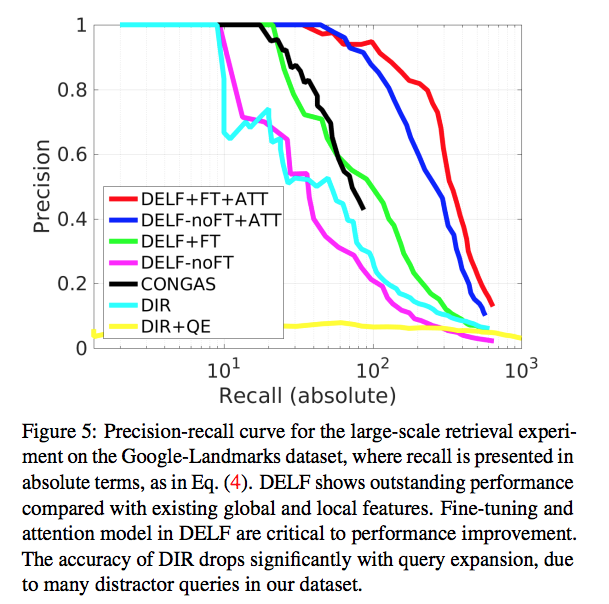 1
0.8
0.6
0.4
0.2
0
Precision
DELF+FT+ATT
DELF-noFT+ATT
DELF+FT
DELF-noFT
CONGAS
DIR
DIR+QE
10¹
10²
10³
Recall (absolute)
Figure 5: Precision-recall curve for the large-scale retrieval experi-
ment on the Google-Landmarks dataset, where recall is presented in
absolute terms, as in Eq. (4). DELF shows outstanding performance
compared with existing global and local features. Fine-tuning and
attention model in DELF are critical to performance improvement.
The accuracy of DIR drops significantly with query expansion, due
to many distractor queries in our dataset.